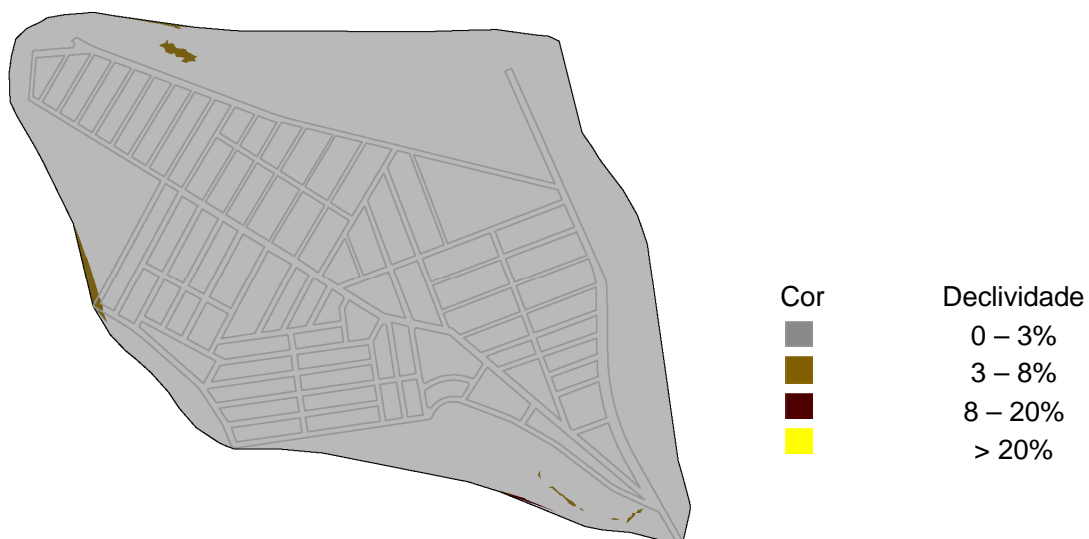 Cor Declividade
0 – 3%
3 – 8%
8 – 20%
> 20%